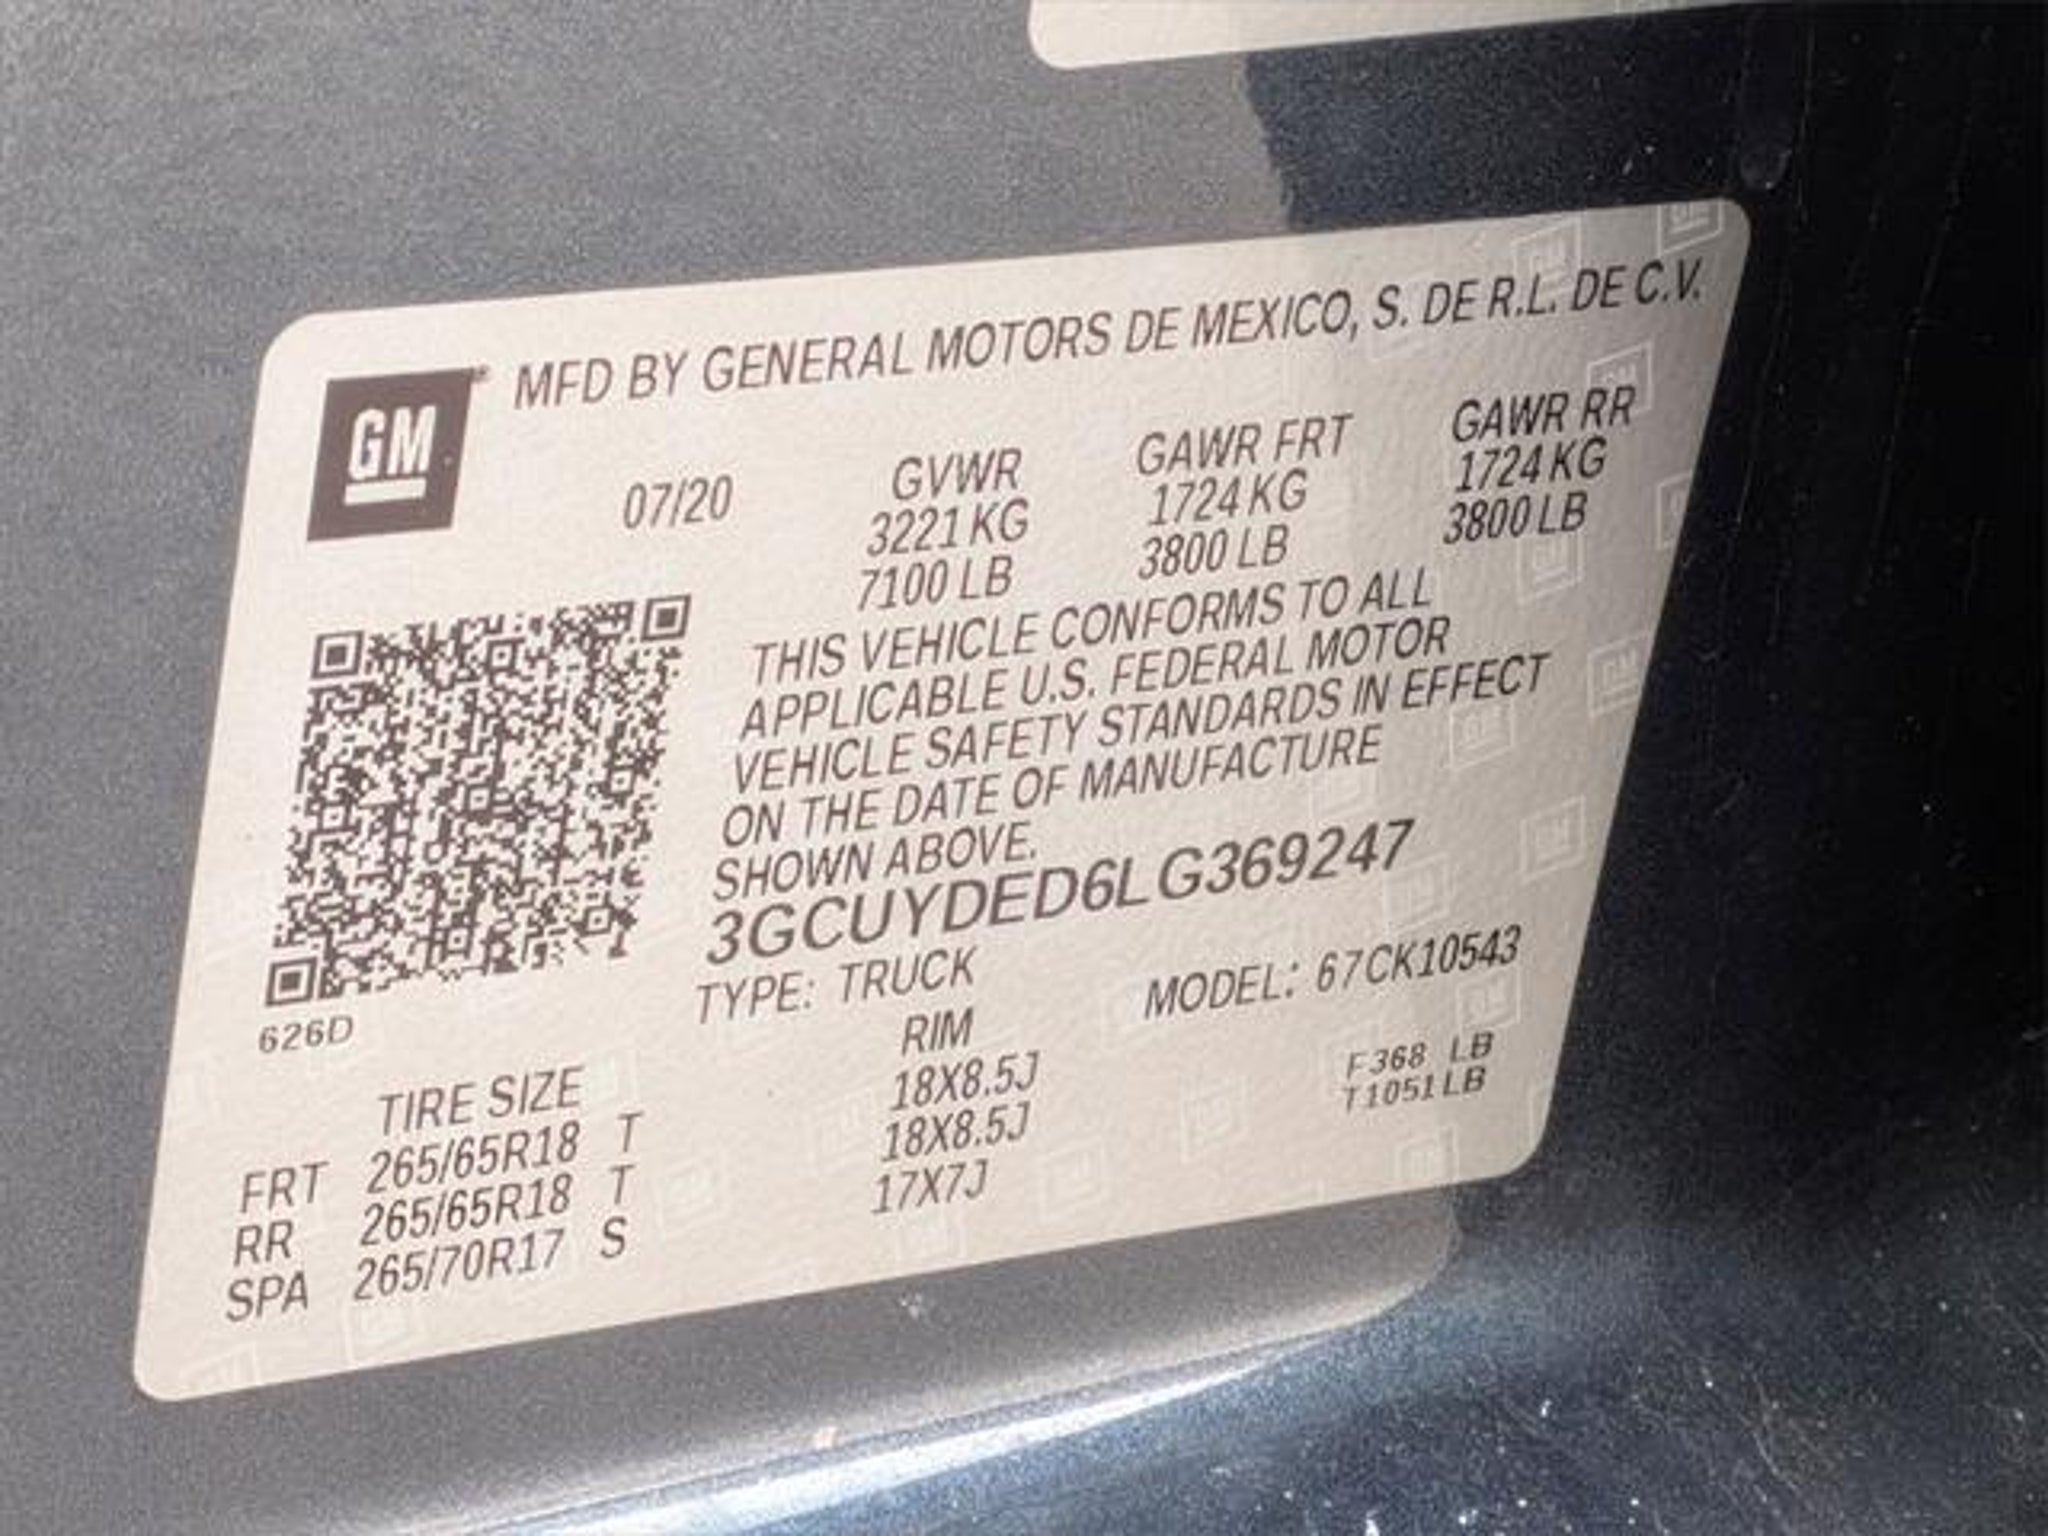 MFD BY GENERAL MOTORS DE MEXICO, S. DE R.L. DE C.V.
GM
07/20
GVWR GAWR FRT GAWR RR
3221 KG 1724 KG 1724 KG
7100 LB 3800 LB 3800 LB
THIS VEHICLE CONFORMS TO ALL
APPLICABLE U.S. FEDERAL MOTOR
VEHICLE SAFETY STANDARDS IN EFFECT
ON THE DATE OF MANUFACTURE
SHOWN ABOVE.
3GCUYDED6LG369247
TYPE: TRUCK MODEL: 67CK10543
626D
TIRE SIZE RIM
FRT 265/65R18 T 18X8.5J
RR 265/65R18 T 18X8.5J
SPA 265/70R17 S 17X7J
F368 LB
T1051LB